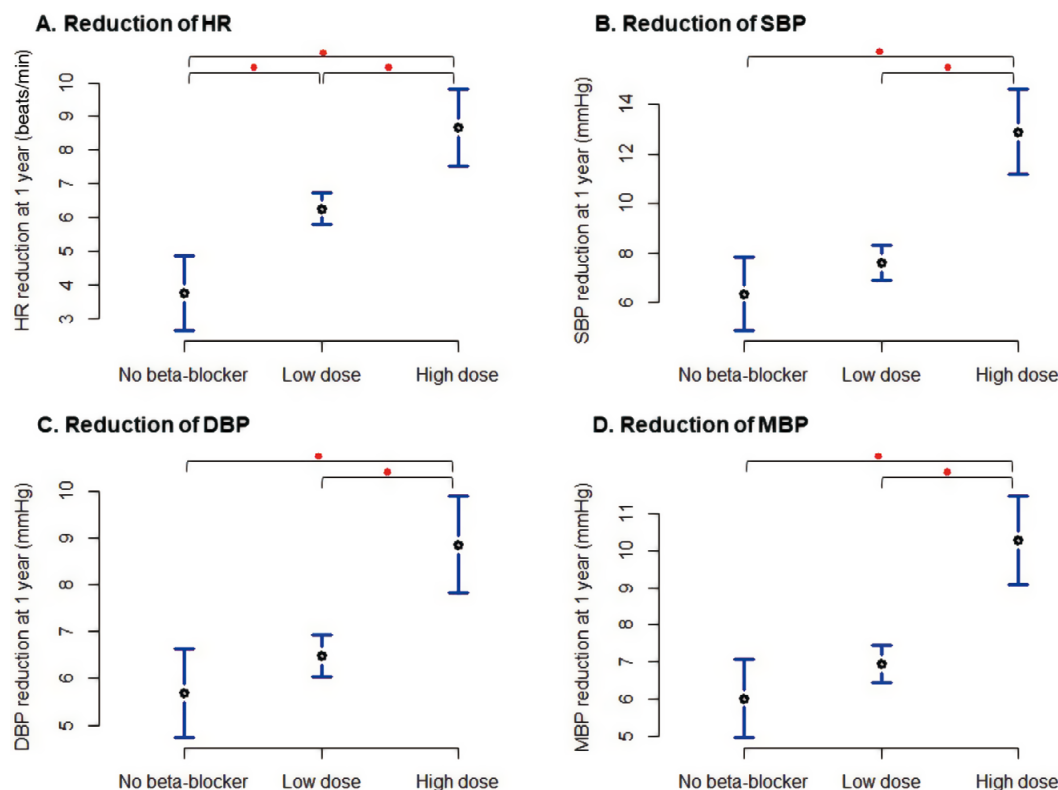 A. Reduction of HR
HR reduction at 1 year (beats/min)
10
9
8
7
6
5
4
3
No beta-blocker Low dose High dose
B. Reduction of SBP
SBP reduction at 1 year (mmHg)
14
12
10
8
6
No beta-blocker Low dose High dose
C. Reduction of DBP
DBP reduction at 1 year (mmHg)
10
9
8
7
6
5
No beta-blocker Low dose High dose
D. Reduction of MBP
MBP reduction at 1 year (mmHg)
11
10
9
8
7
6
5
No beta-blocker Low dose High dose